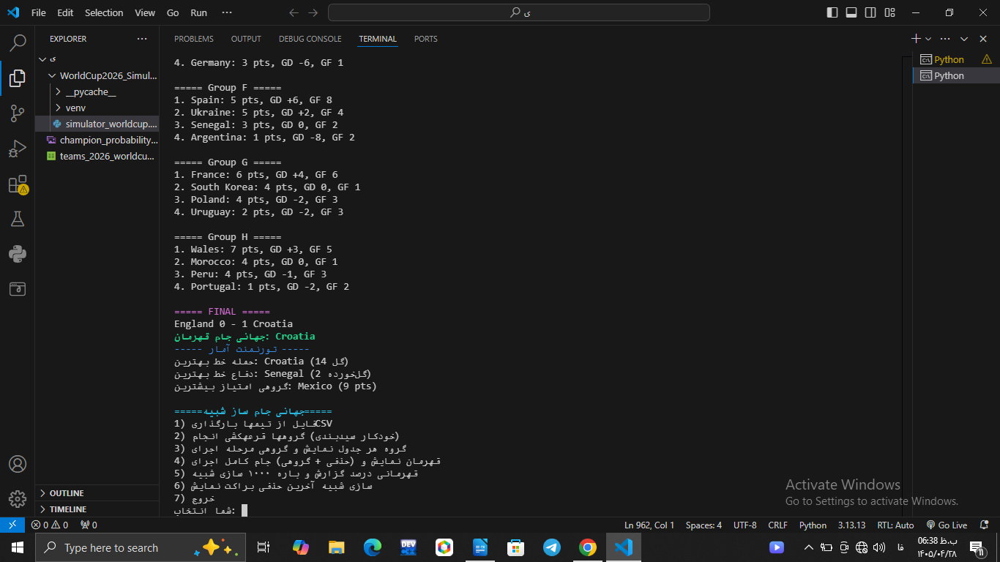 File Edit Selection View Go Run ···
ی
EXPLORER ···
ی
WorldCup2026_Simul...
__pycache__
venv
simulator_worldcup....
champion_probability...
teams_2026_worldcu...
OUTLINE
TIMELINE
PROBLEMS OUTPUT DEBUG CONSOLE TERMINAL PORTS
Python
Python
4. Germany: 3 pts, GD -6, GF 1
===== Group F =====
1. Spain: 5 pts, GD +6, GF 8
2. Ukraine: 5 pts, GD +2, GF 4
3. Senegal: 3 pts, GD 0, GF 2
4. Argentina: 1 pts, GD -8, GF 2
===== Group G =====
1. France: 6 pts, GD +4, GF 6
2. South Korea: 4 pts, GD 0, GF 1
3. Poland: 4 pts, GD -2, GF 3
4. Uruguay: 2 pts, GD -2, GF 3
===== Group H =====
1. Wales: 7 pts, GD +3, GF 5
2. Morocco: 4 pts, GD 0, GF 1
3. Peru: 4 pts, GD -1, GF 3
4. Portugal: 1 pts, GD -2, GF 2
===== FINAL =====
England 0 - 1 Croatia
جهانی جام قهرمان: Croatia
----- تورنمنت آمار -----
حمله خط بهترین: Croatia (14 گل)
دفاع خط بهترین: Senegal (2 گلخورده)
گروهی امتیاز بیشترین: Mexico (9 pts)
=====جهانی جام ساز شبیه=====
1) فایل از تیمها بارگذاری CSV
2) (خودکار سیدبندی) گروهها قرعهکشی انجام
3) گروه هر جدول نمایش و گروهی مرحله اجرای
4) قهرمان نمایش و (حذفی + گروهی) جام کامل اجرای
5) قهرمانی درصد گزارش و باره ۱۰۰۰ سازی شبیه
6) سازی شبیه آخرین حذفی براکت نمایش
7) خروج
شما انتخاب:
Activate Windows
Go to Settings to activate Windows.
0 0 0 Ln 962, Col 1 Spaces: 4 UTF-8 CRLF Python 3.13.13 RTL: Auto Go Live
Type here to search
DEV
فا
06:38 ب.ظ
۱۴۰۵/۰۴/۲۸
11